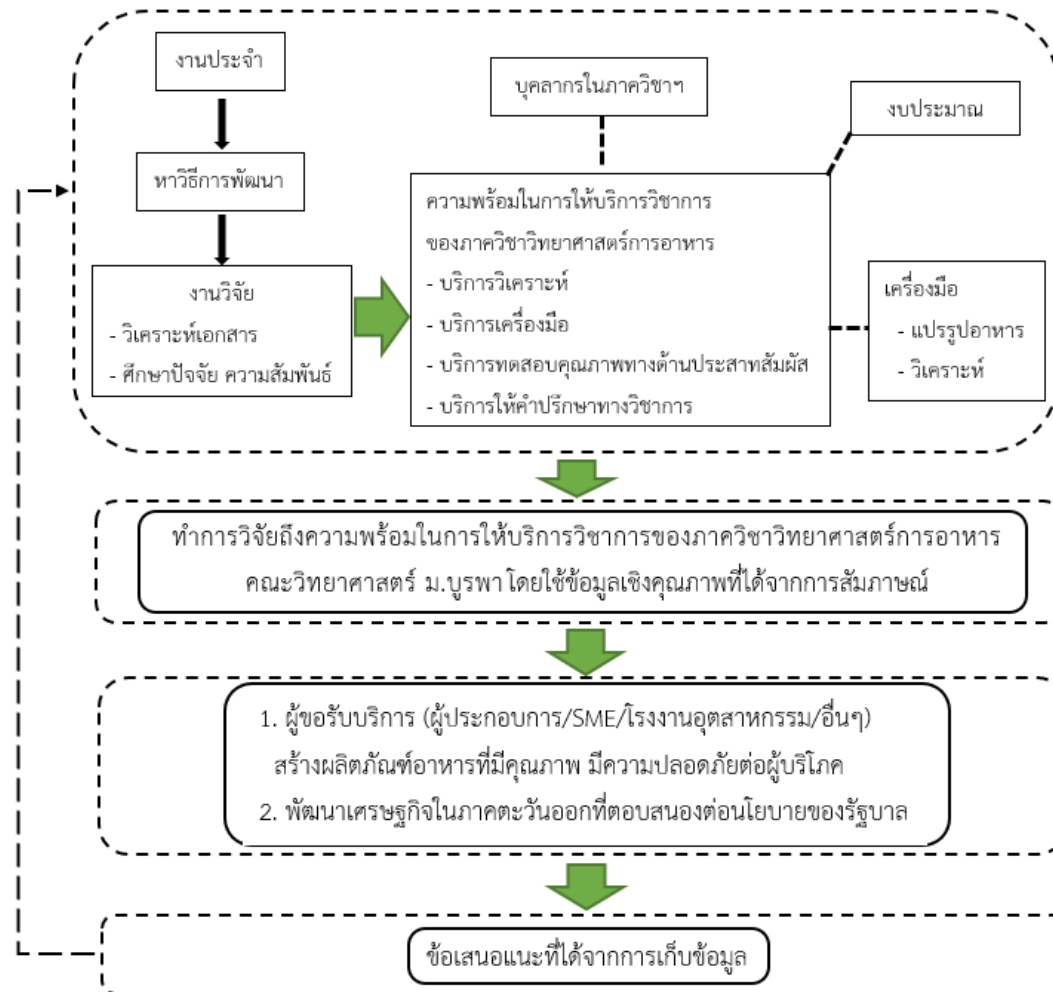 งานประจำ
บุคลากรในภาควิชาฯ
งบประมาณ
หาวิธีการพัฒนา
ความพร้อมในการให้บริการวิชาการ
ของภาควิชาวิทยาศาสตร์การอาหาร
- บริการวิเคราะห์
- บริการเครื่องมือ
- บริการทดสอบคุณภาพทางด้านประสาทสัมผัส
- บริการให้คำปรึกษาทางวิชาการ
งานวิจัย
- วิเคราะห์เอกสาร
- ศึกษาปัจจัย ความสัมพันธ์
เครื่องมือ
- แปรรูปอาหาร
- วิเคราะห์
ทำการวิจัยถึงความพร้อมในการให้บริการวิชาการของภาควิชาวิทยาศาสตร์การอาหาร
คณะวิทยาศาสตร์ ม.บูรพา โดยใช้ข้อมูลเชิงคุณภาพที่ได้จากการสัมภาษณ์
1. ผู้ขอรับบริการ (ผู้ประกอบการ/SME/โรงงานอุตสาหกรรม/อื่นๆ)
สร้างผลิตภัณฑ์อาหารที่มีคุณภาพ มีความปลอดภัยต่อผู้บริโภค
2. พัฒนาเศรษฐกิจในภาคตะวันออกที่ตอบสนองต่อนโยบายของรัฐบาล
ข้อเสนอแนะที่ได้จากการเก็บข้อมูล